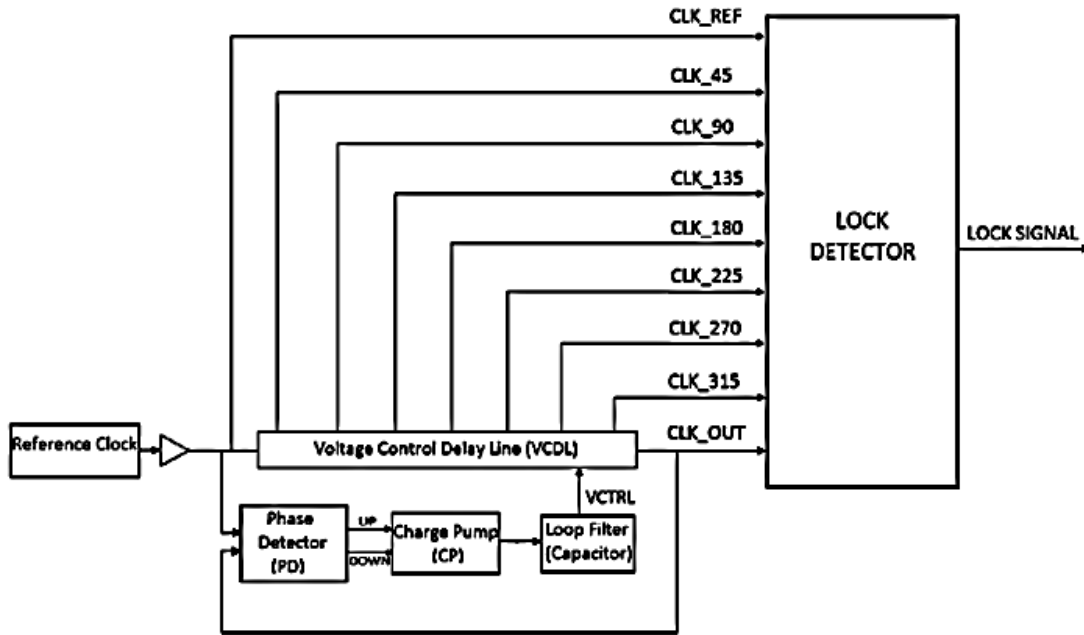 CLK_REF
CLK_45
CLK_90
CLK_135
CLK_180
CLK_225
CLK_270
CLK_315
CLK_OUT
LOCK
DETECTOR
LOCK SIGNAL
Reference Clock
Voltage Control Delay Line (VCDL)
VCTRL
Phase
Detector
(PD)
UP
DOWN
Charge Pump
(CP)
Loop Filter
(Capacitor)